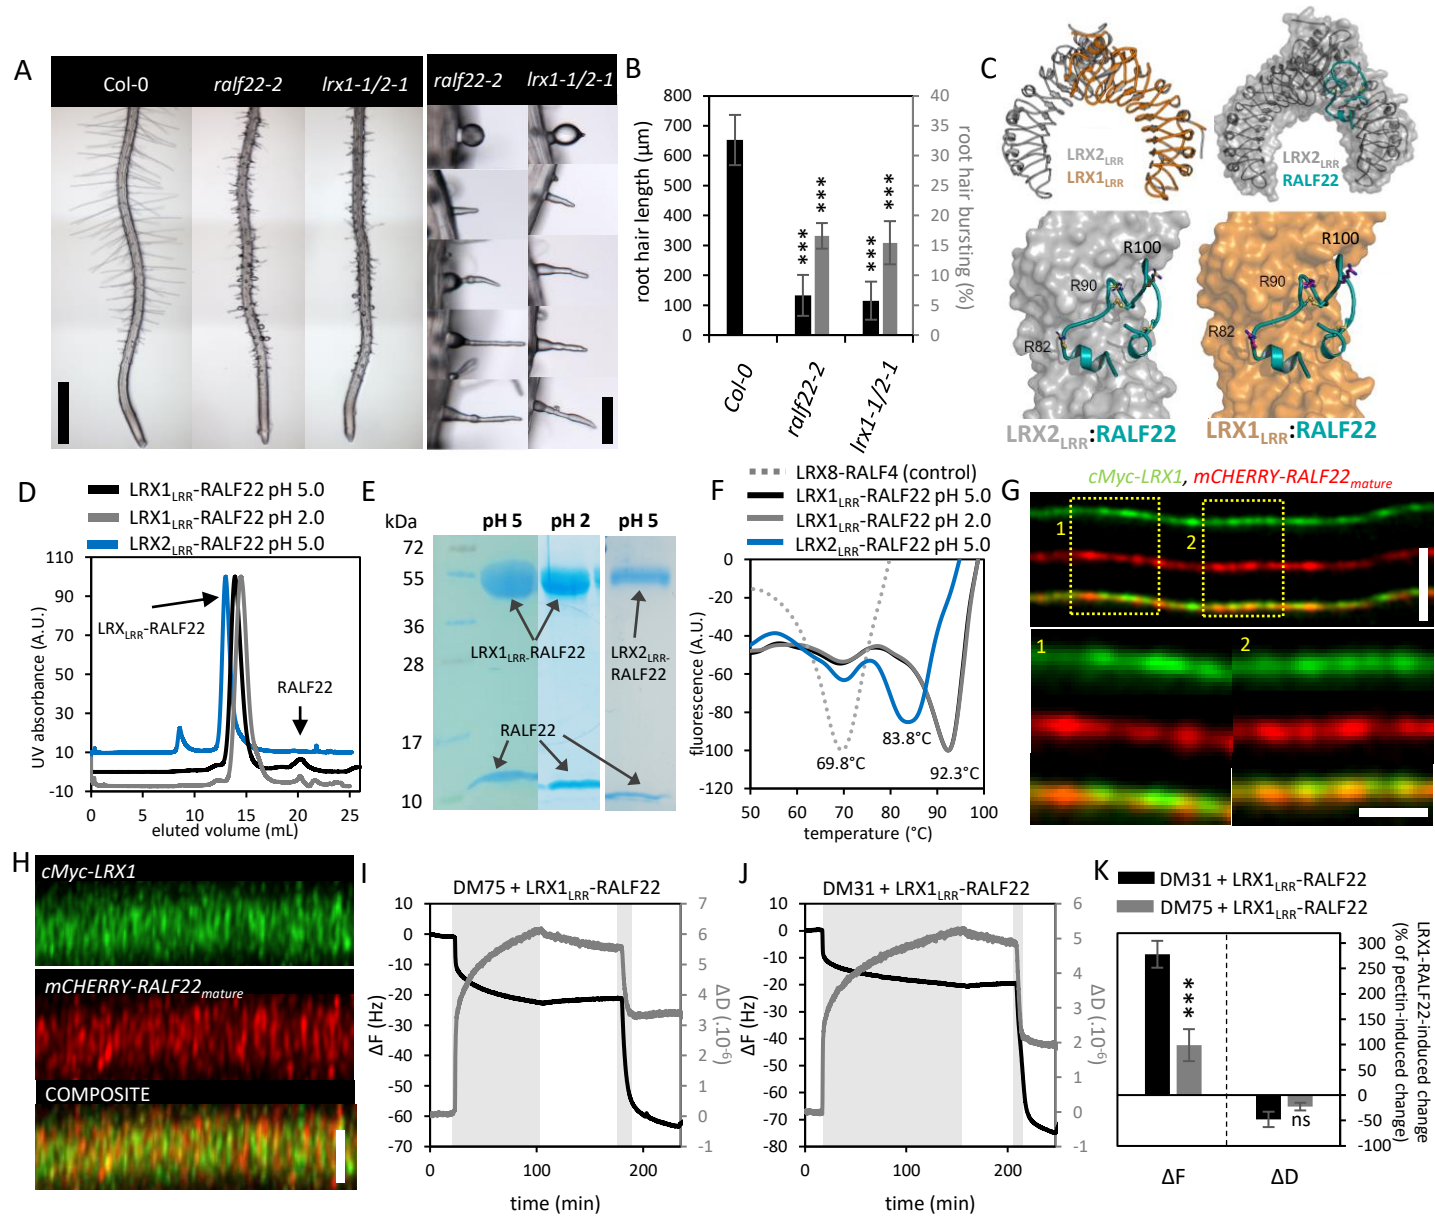 A
Col-0
ralf22-2
lrx1-1/2-1
ralf22-2
lrx1-1/2-1
B
root hair length (µm)
800
700
600
500
400
300
200
100
0
***
***
***
***
40
35
30
25
20
15
10
5
0
root hair bursting (%)
Col-0
ralf22-2
lrx1-1/2-1
C
LRX2LRR
LRX1LRR
LRX2LRR
RALF22
R100
R90
R82
R100
R90
R82
LRX2LRR:RALF22
LRX1LRR:RALF22
D
LRX1LRR-RALF22 pH 5.0
LRX1LRR-RALF22 pH 2.0
LRX2LRR-RALF22 pH 5.0
UV absorbance (A.U.)
110
90
70
50
30
10
-10
LRXLRR-RALF22
RALF22
0 5 10 15 20 25
eluted volume (mL)
E
kDa
pH 5 pH 2 pH 5
72
55
36
28
17
10
LRX1LRR-RALF22
LRX2LRR-
RALF22
RALF22
F
LRX8-RALF4 (control)
LRX1LRR-RALF22 pH 5.0
LRX1LRR-RALF22 pH 2.0
LRX2LRR-RALF22 pH 5.0
fluorescence (A.U.)
0
-20
-40
-60
-80
-100
-120
69.8°C
83.8°C
92.3°C
50 60 70 80 90 100
temperature (°C)
G
cMyc-LRX1, mCHERRY-RALF22mature
1
2
1
2
H
cMyc-LRX1
mCHERRY-RALF22mature
COMPOSITE
I
DM75 + LRX1LRR-RALF22
ΔF (Hz)
10
0
-10
-20
-30
-40
-50
-60
-70
7
6
5
4
3
2
1
0
-1
ΔD (.10-6)
0 100 200
time (min)
J
DM31 + LRX1LRR-RALF22
ΔF (Hz)
10
0
-10
-20
-30
-40
-50
-60
-70
-80
6
5
4
3
2
1
0
-1
ΔD (.10-6)
0 100 200
time (min)
K
DM31 + LRX1LRR-RALF22
DM75 + LRX1LRR-RALF22
***
ns
300
250
200
150
100
50
0
-50
-100
LRX1-RALF22-induced change
(% of pectin-induced change)
ΔF ΔD